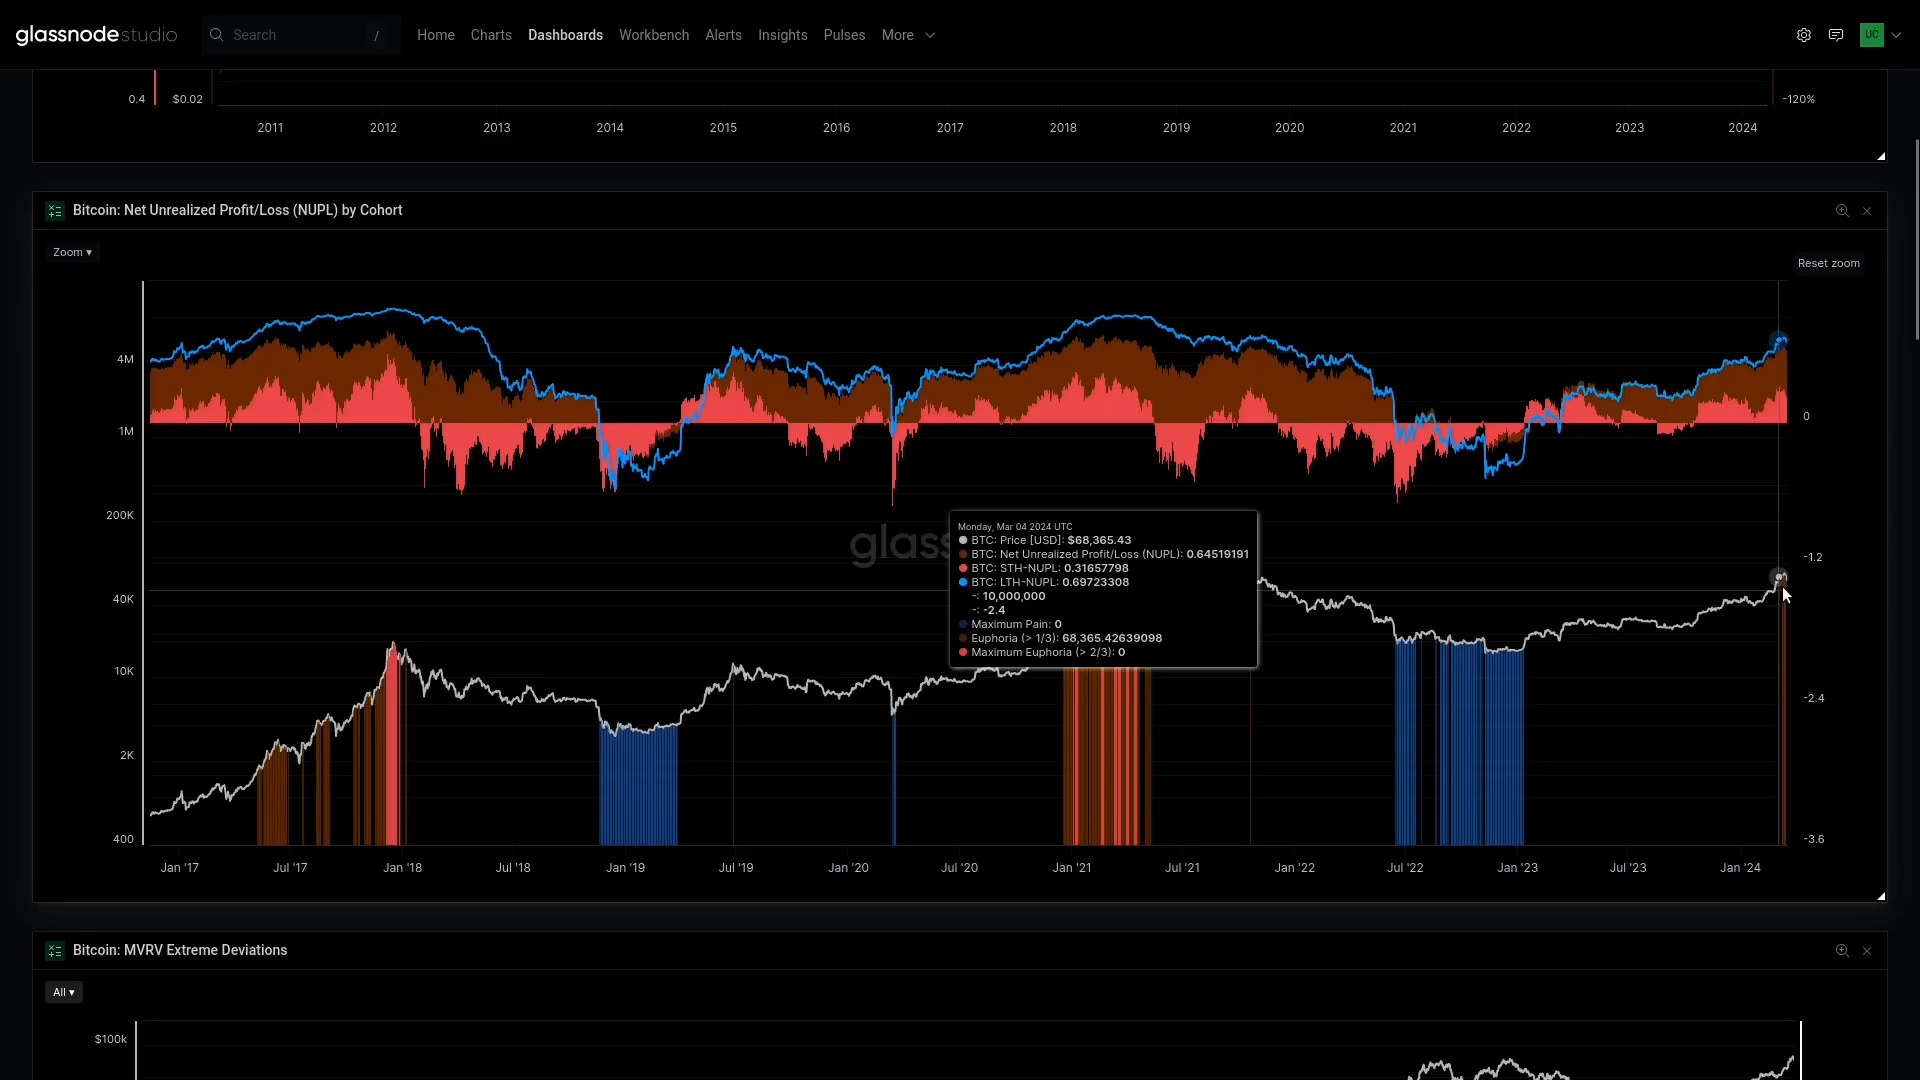 glassnodestudio
Search
/
Home
Charts
Dashboards
Workbench
Alerts
Insights
Pulses
More
UC
0.4
$0.02
-120%
2011 2012 2013 2014 2015 2016 2017 2018 2019 2020 2021 2022 2023 2024
Bitcoin: Net Unrealized Profit/Loss (NUPL) by Cohort
Zoom ▾
Reset zoom
4M
1M
200K
40K
10K
2K
400
0
-1.2
-2.4
-3.6
glass
Monday, Mar 04 2024 UTC
BTC: Price [USD]: $68,365.43
BTC: Net Unrealized Profit/Loss (NUPL): 0.64519191
BTC: STH-NUPL: 0.31657798
BTC: LTH-NUPL: 0.69723308
-: 10,000,000
-: -2.4
Maximum Pain: 0
Euphoria (> 1/3): 68,365.42639098
Maximum Euphoria (> 2/3): 0
Jan '17 Jul '17 Jan '18 Jul '18 Jan '19 Jul '19 Jan '20 Jul '20 Jan '21 Jul '21 Jan '22 Jul '22 Jan '23 Jul '23 Jan '24
Bitcoin: MVRV Extreme Deviations
All ▾
$100k